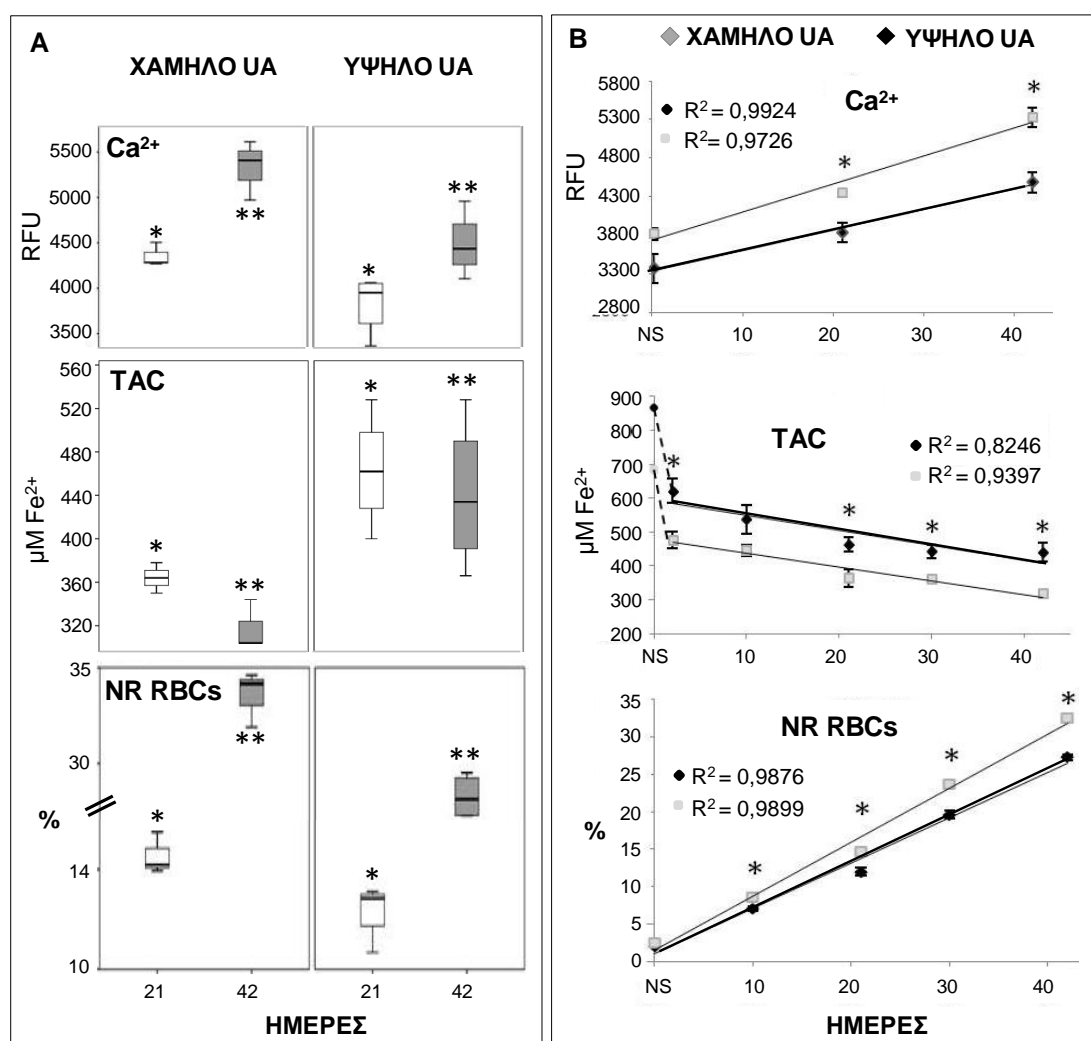 A
ΧΑΜΗΛΟ UA ΥΨΗΛΟ UA
Ca²⁺
RFU
5500
5000
4500
4000
3500
*
**
*
**
TAC
μM Fe²⁺
560
520
480
440
400
360
320
*
**
*
**
NR RBCs
%
35
30
14
10
*
**
*
**
21 42 21 42
ΗΜΕΡΕΣ
B
ΧΑΜΗΛΟ UA ΥΨΗΛΟ UA
Ca²⁺
R² = 0,9924
R² = 0,9726
RFU
5800
5300
4800
4300
3800
3300
2800
* *
NS 10 20 30 40
TAC
R² = 0,8246
R² = 0,9397
μM Fe²⁺
900
800
700
600
500
400
300
200
* * * *
NS 10 20 30 40
NR RBCs
R² = 0,9876
R² = 0,9899
%
35
30
25
20
15
10
5
0
* * * *
NS 10 20 30 40
ΗΜΕΡΕΣ